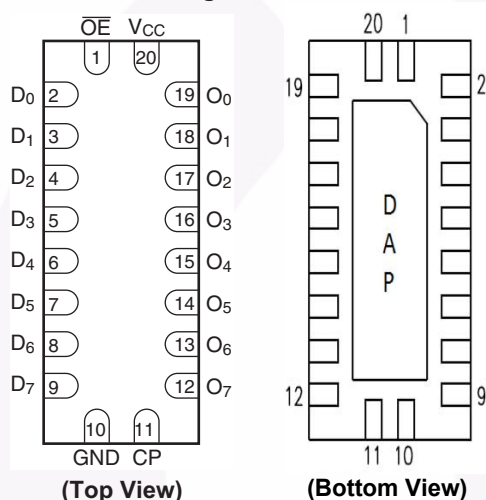 OE VCC
1 20
D0 2 19 O0
D1 3 18 O1
D2 4 17 O2
D3 5 16 O3
D4 6 15 O4
D5 7 14 O5
D6 8 13 O6
D7 9 12 O7
10 11
GND CP
(Top View)
20 1
19 2
D
A
P
12 9
11 10
(Bottom View)